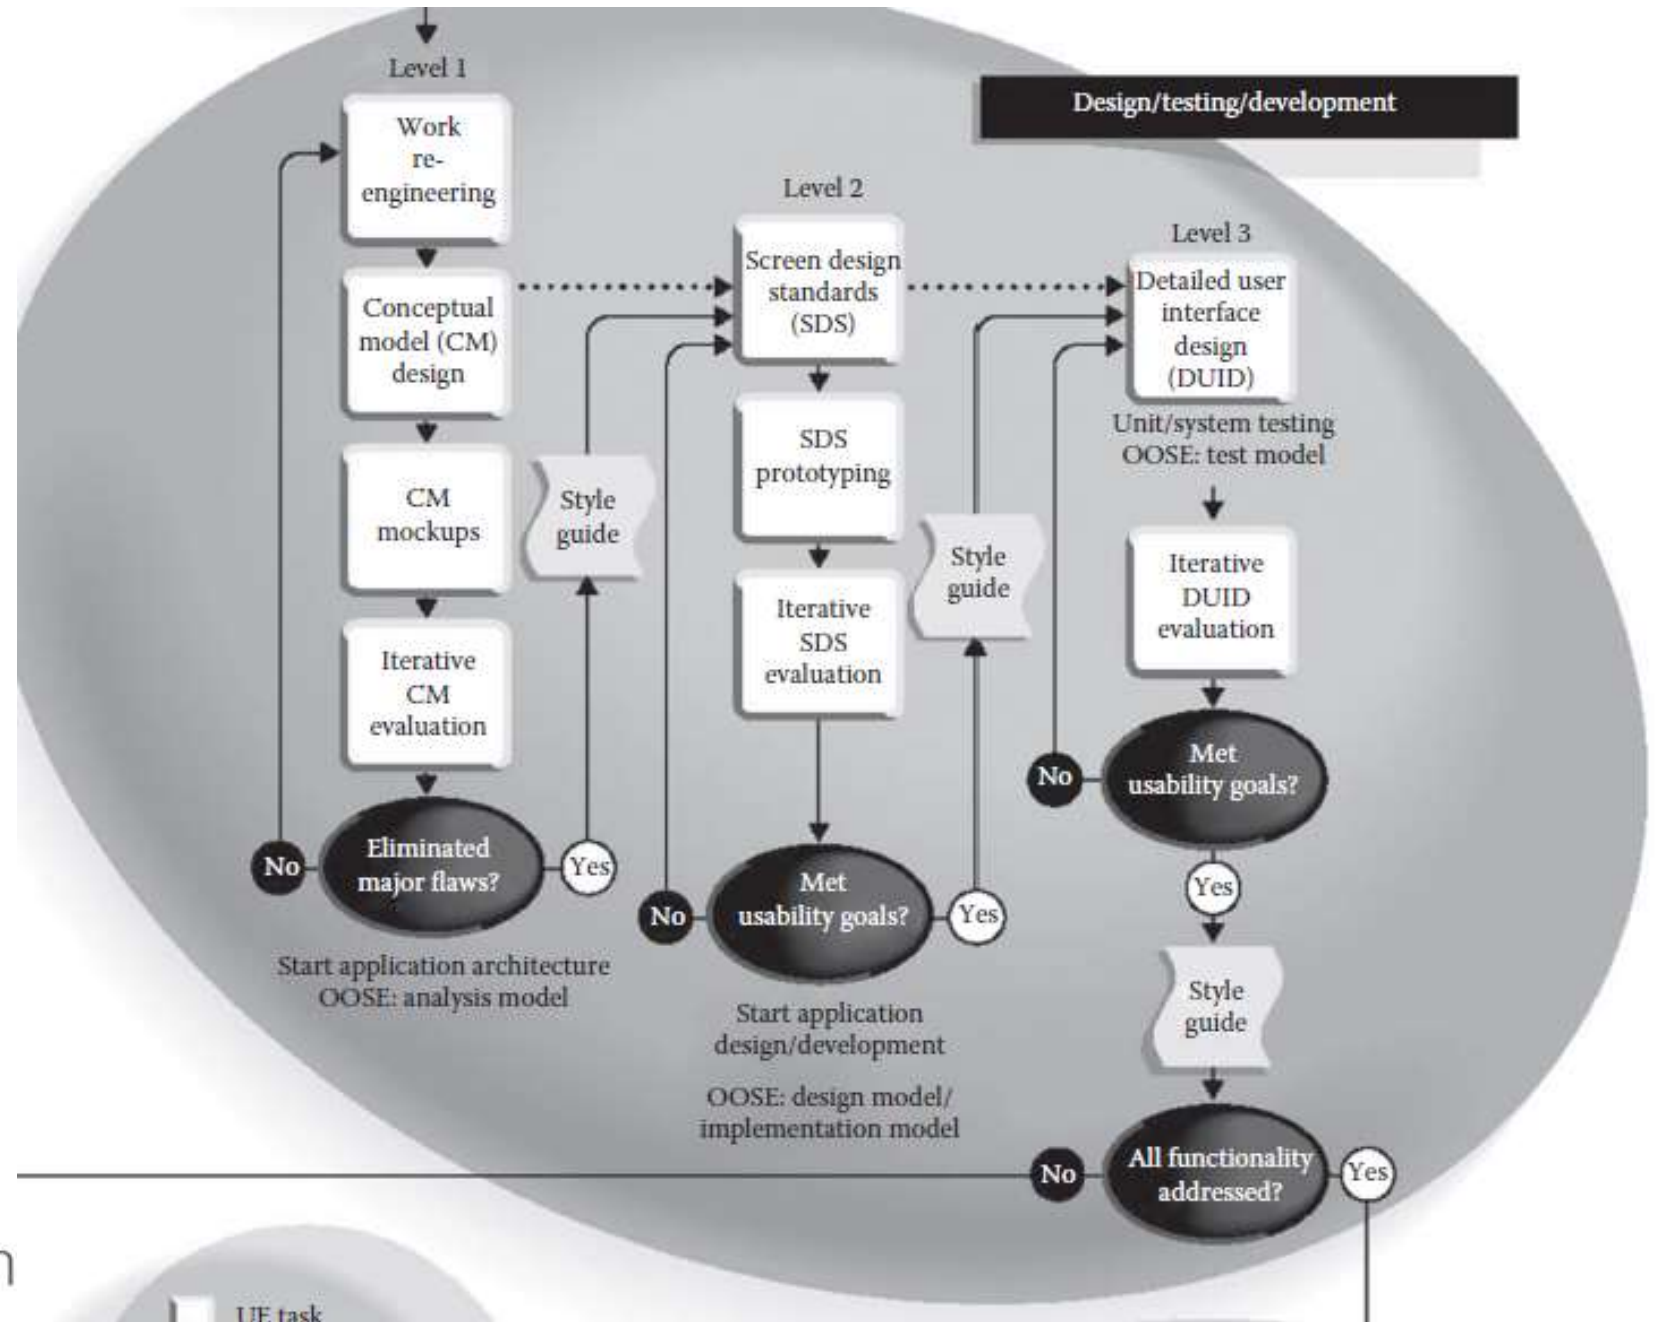 Level 1
Design/testing/development
Work
re-
engineering
Level 2
Level 3
Screen design
standards
(SDS)
Detailed user
interface
design
(DUID)
Conceptual
model (CM)
design
Unit/system testing
OOSE: test model
SDS
prototyping
CM
mockups
Style
guide
Style
guide
Iterative
DUID
evaluation
Iterative
SDS
evaluation
Iterative
CM
evaluation
Met
usability goals?
No
Eliminated
major flaws?
No
Yes
Met
usability goals?
No
Yes
Yes
Start application architecture
OOSE: analysis model
Style
guide
Start application
design/development
OOSE: design model/
implementation model
All functionality
addressed?
No
Yes
UE task